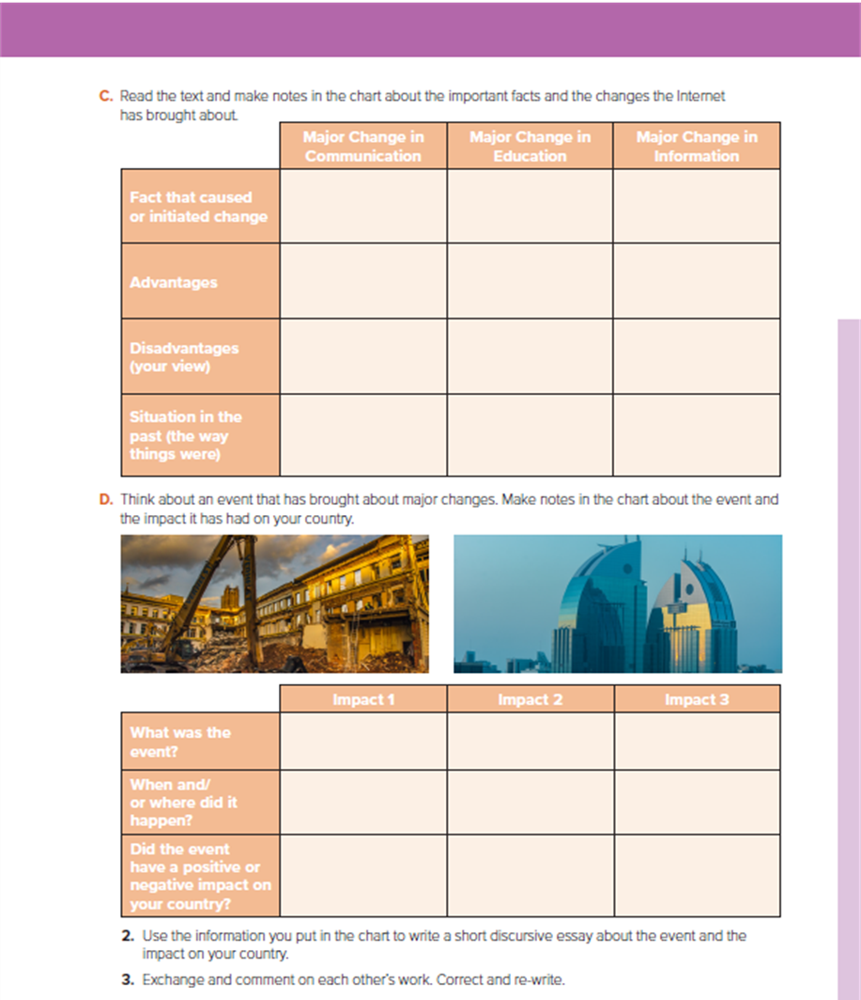 C. Read the text and make notes in the chart about the important facts and the changes the Internet
has brought about.
Major Change in
Communication
Major Change in
Education
Major Change in
Information
Fact that caused
or initiated change
Advantages
Disadvantages
(your view)
Situation in the
past (the way
things were)
D. Think about an event that has brought about major changes. Make notes in the chart about the event and
the impact it has had on your country.
Impact 1
Impact 2
Impact 3
What was the
event?
When and/
or where did it
happen?
Did the event
have a positive or
negative impact on
your country?
2. Use the information you put in the chart to write a short discursive essay about the event and the
impact on your country.
3. Exchange and comment on each other's work. Correct and re-write.